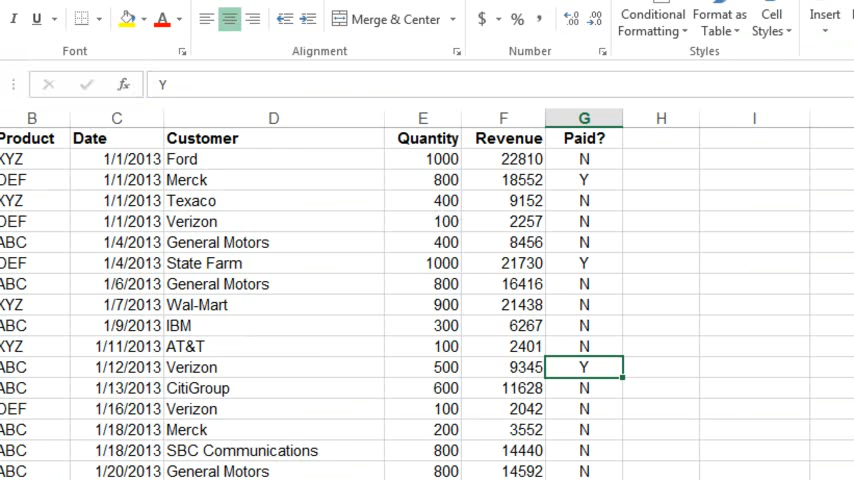 I U A Merge & Center $ % , Conditional Format as Cell Insert
Formatting Table Styles
Font Alignment Number Styles
fx Y
B C D E F G H I
Product Date Customer Quantity Revenue Paid?
XYZ 1/1/2013 Ford 1000 22810 N
DEF 1/1/2013 Merck 800 18552 Y
XYZ 1/1/2013 Texaco 400 9152 N
DEF 1/1/2013 Verizon 100 2257 N
ABC 1/4/2013 General Motors 400 8456 N
DEF 1/4/2013 State Farm 1000 21730 Y
ABC 1/6/2013 General Motors 800 16416 N
XYZ 1/7/2013 Wal-Mart 900 21438 N
ABC 1/9/2013 IBM 300 6267 N
XYZ 1/11/2013 AT&T 100 2401 N
ABC 1/12/2013 Verizon 500 9345 Y
ABC 1/13/2013 CitiGroup 600 11628 N
DEF 1/16/2013 Verizon 100 2042 N
ABC 1/18/2013 Merck 200 3552 N
ABC 1/18/2013 SBC Communications 800 14440 N
ABC 1/20/2013 General Motors 800 14592 N